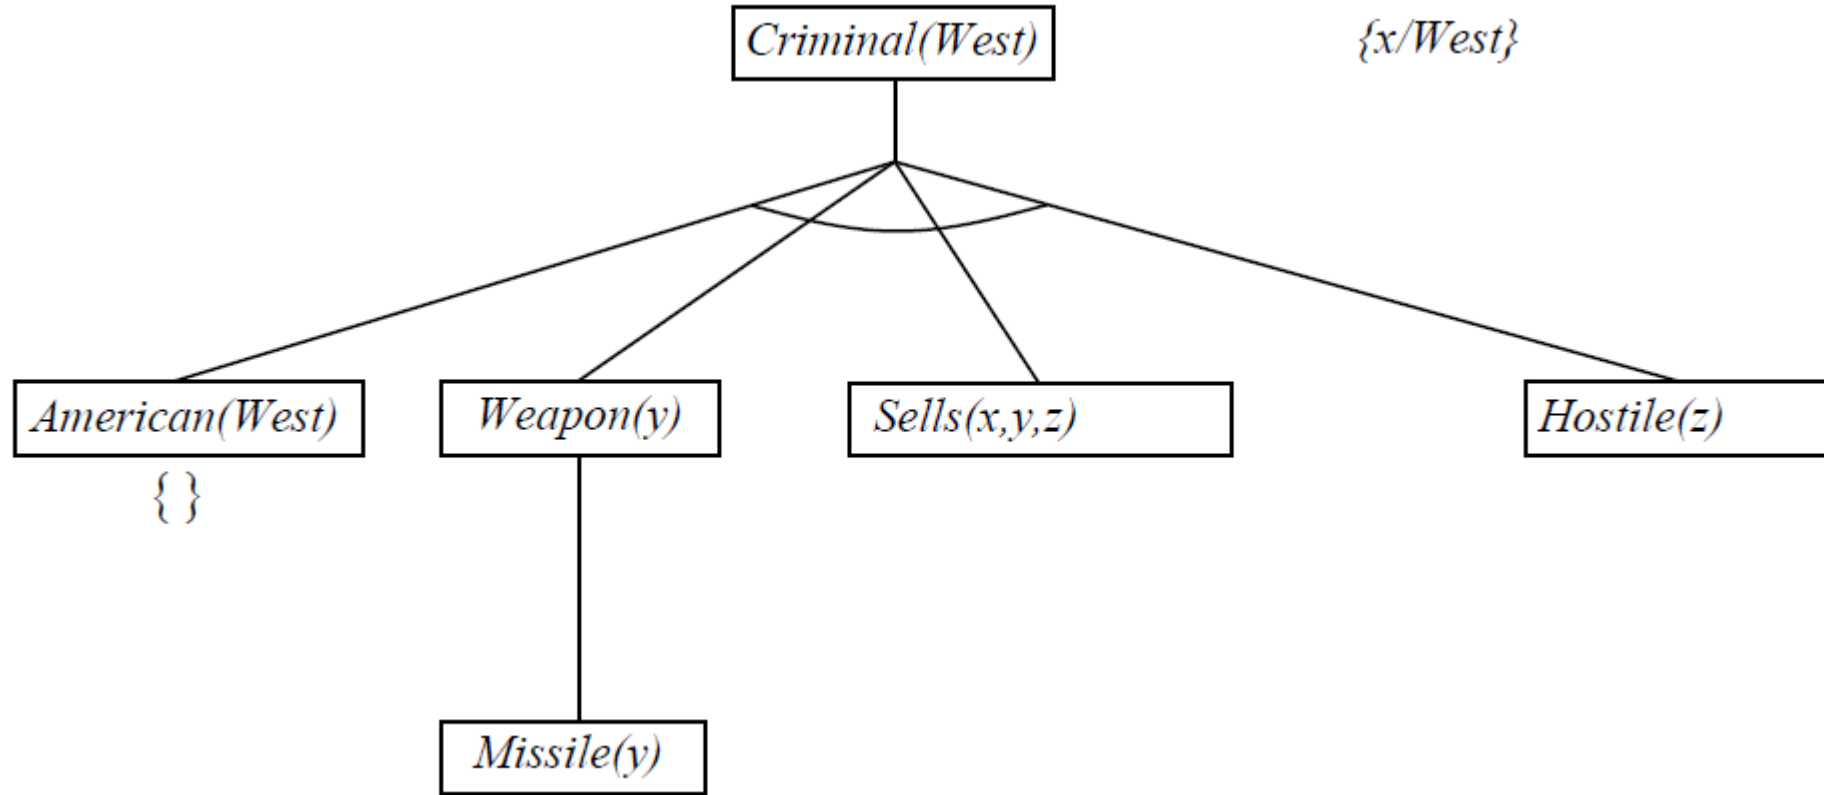 Criminal(West)
{x/West}
American(West)
Weapon(y)
Sells(x,y,z)
Hostile(z)
{ }
Missile(y)